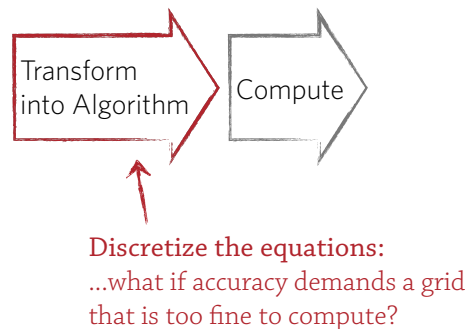 Transform
into Algorithm
Compute
Discretize the equations:
...what if accuracy demands a grid
that is too fine to compute?